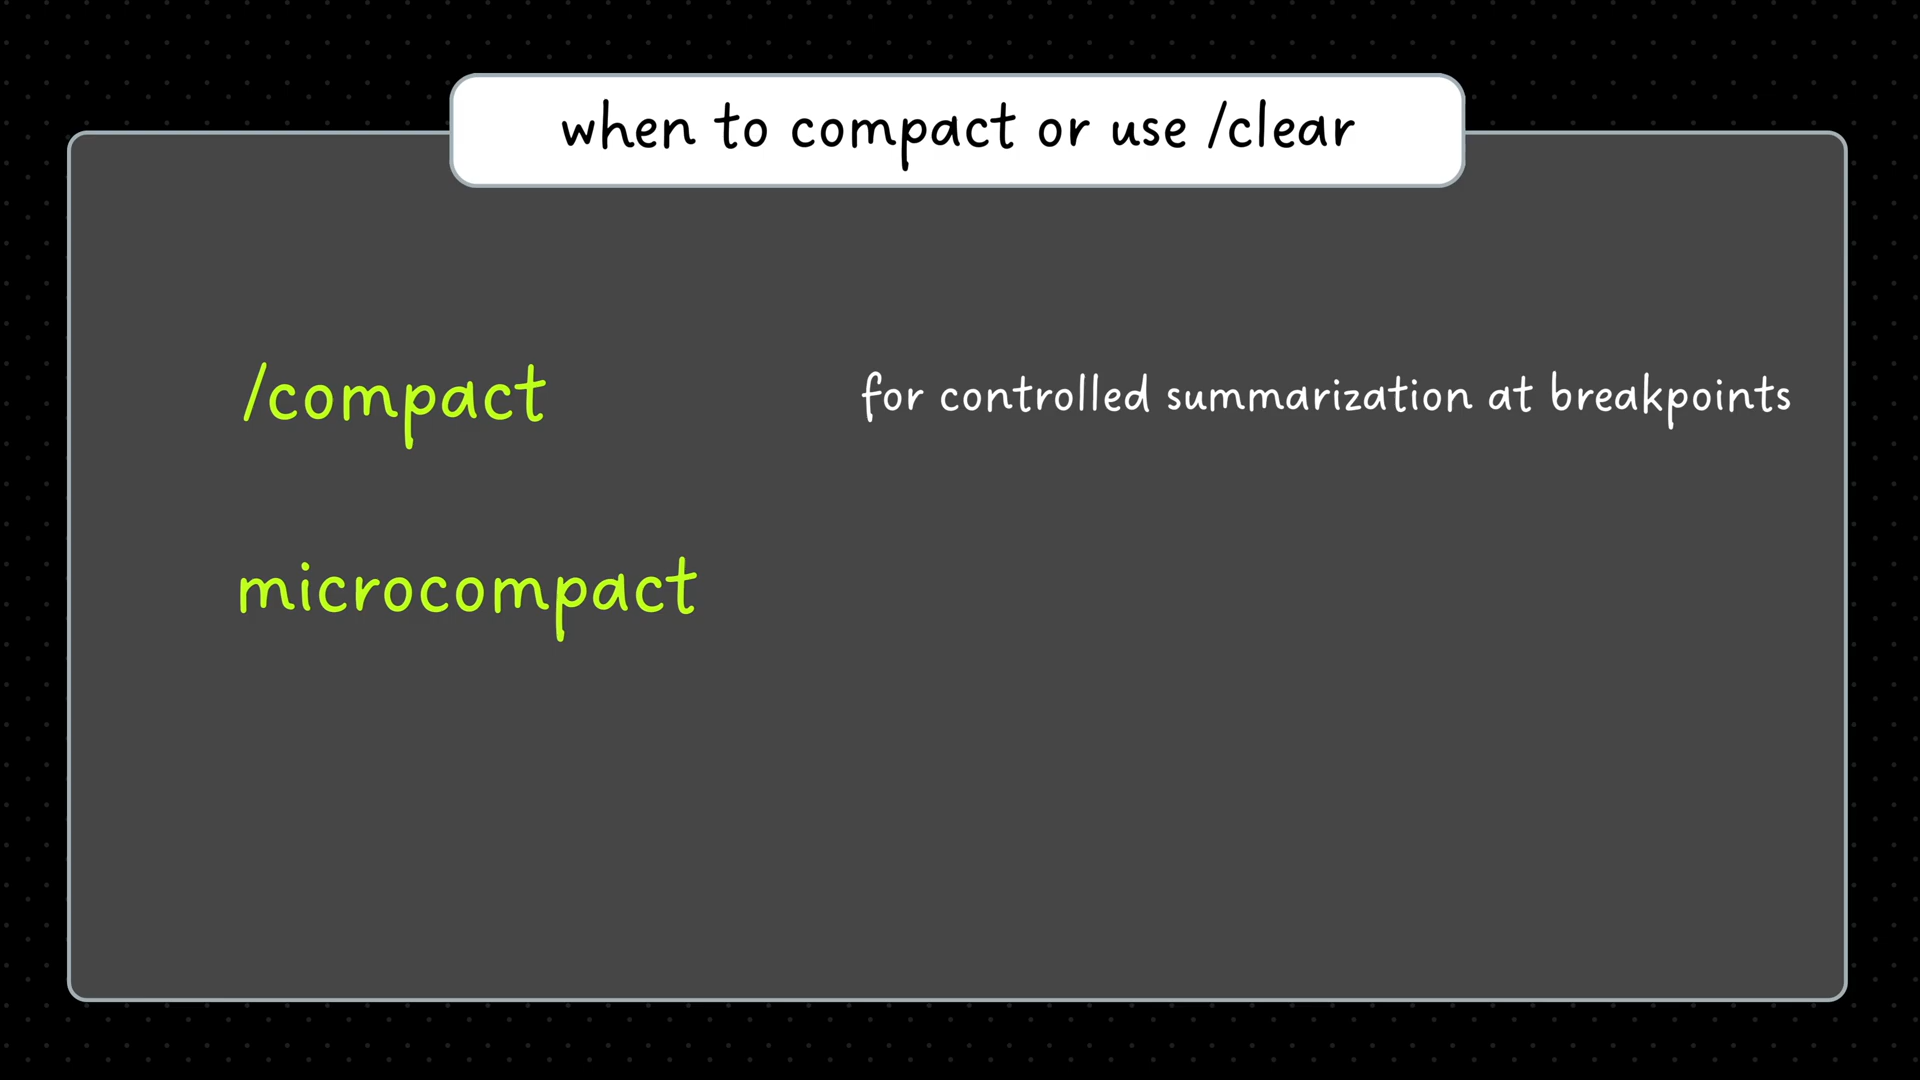 when to compact or use /clear
/compact
for controlled summarization at breakpoints
microcompact